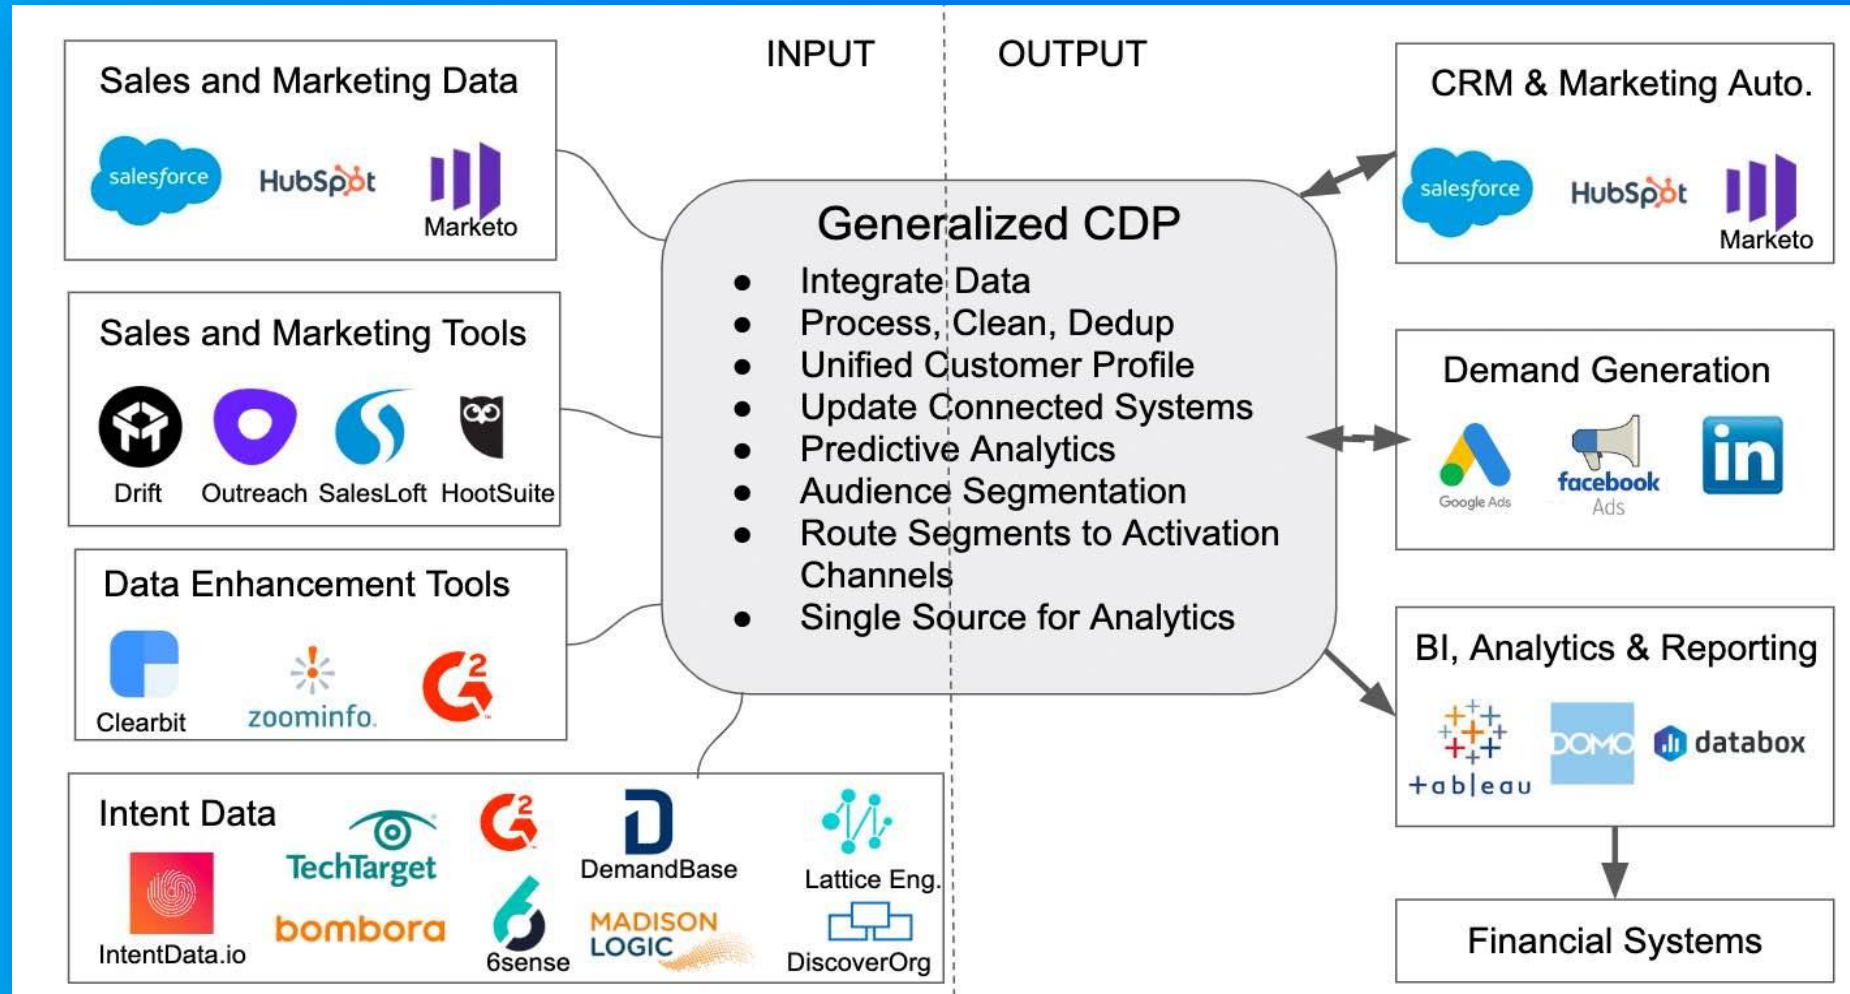 INPUT
OUTPUT
Sales and Marketing Data
salesforce
HubSpot
Marketo
Sales and Marketing Tools
Drift
Outreach
SalesLoft
HootSuite
Data Enhancement Tools
Clearbit
zoominfo.
G2
Intent Data
IntentData.io
TechTarget
bombora
G2
6sense
DemandBase
MADISON
LOGIC
Lattice Eng.
DiscoverOrg
Generalized CDP
● Integrate Data
● Process, Clean, Dedup
● Unified Customer Profile
● Update Connected Systems
● Predictive Analytics
● Audience Segmentation
● Route Segments to Activation
Channels
● Single Source for Analytics
CRM & Marketing Auto.
salesforce
HubSpot
Marketo
Demand Generation
Google Ads
facebook
Ads
in
BI, Analytics & Reporting
+ableau
DOMO
databox
Financial Systems